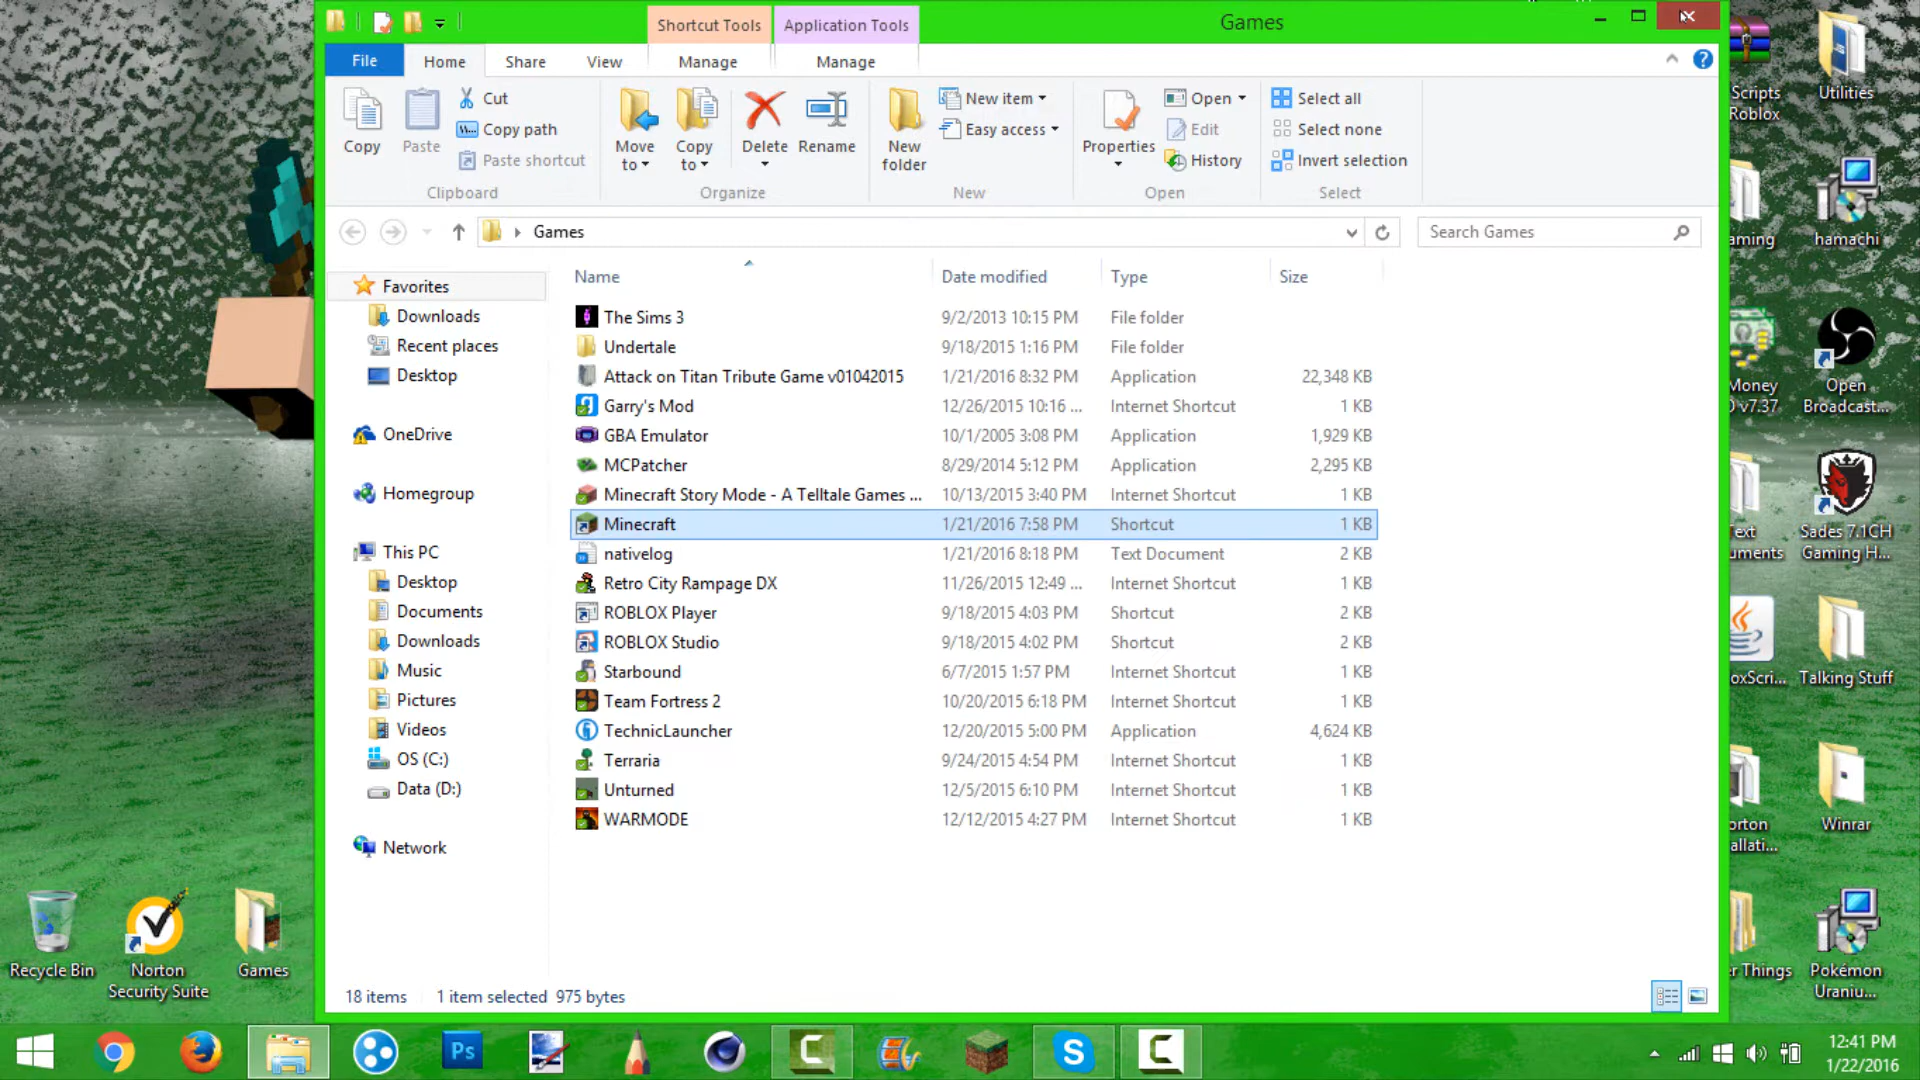 Shortcut Tools
Application Tools
Games
File
Home
Share
View
Manage
Manage
Copy
Paste
Cut
Copy path
Paste shortcut
Clipboard
Move to
Copy to
Delete
Rename
Organize
New folder
New item
Easy access
New
Properties
Open
Edit
History
Open
Select all
Select none
Invert selection
Select
Games
Search Games
Name
Date modified
Type
Size
Favorites
Downloads
Recent places
Desktop
OneDrive
Homegroup
This PC
Desktop
Documents
Downloads
Music
Pictures
Videos
OS (C:)
Data (D:)
Network
The Sims 3 9/2/2013 10:15 PM File folder
Undertale 9/18/2015 1:16 PM File folder
Attack on Titan Tribute Game v01042015 1/21/2016 8:32 PM Application 22,348 KB
Garry's Mod 12/26/2015 10:16 ... Internet Shortcut 1 KB
GBA Emulator 10/1/2005 3:08 PM Application 1,929 KB
MCPatcher 8/29/2014 5:12 PM Application 2,295 KB
Minecraft Story Mode - A Telltale Games ... 10/13/2015 3:40 PM Internet Shortcut 1 KB
Minecraft 1/21/2016 7:58 PM Shortcut 1 KB
nativelog 1/21/2016 8:18 PM Text Document 2 KB
Retro City Rampage DX 11/26/2015 12:49 ... Internet Shortcut 1 KB
ROBLOX Player 9/18/2015 4:03 PM Shortcut 2 KB
ROBLOX Studio 9/18/2015 4:02 PM Shortcut 2 KB
Starbound 6/7/2015 1:57 PM Internet Shortcut 1 KB
Team Fortress 2 10/20/2015 6:18 PM Internet Shortcut 1 KB
TechnicLauncher 12/20/2015 5:00 PM Application 4,624 KB
Terraria 9/24/2015 4:54 PM Internet Shortcut 1 KB
Unturned 12/5/2015 6:10 PM Internet Shortcut 1 KB
WARMODE 12/12/2015 4:27 PM Internet Shortcut 1 KB
18 items 1 item selected 975 bytes
Recycle Bin
Norton
Security Suite
Games
Scripts
Roblox
Utilities
aming
hamachi
Money
v7.37
Open
Broadcast...
Text
uments
Sades 7.1CH
Gaming H...
oxScri...
Talking Stuff
orton
allati...
Winrar
r Things
Pokémon
Uraniu...
Ps
12:41 PM
1/22/2016